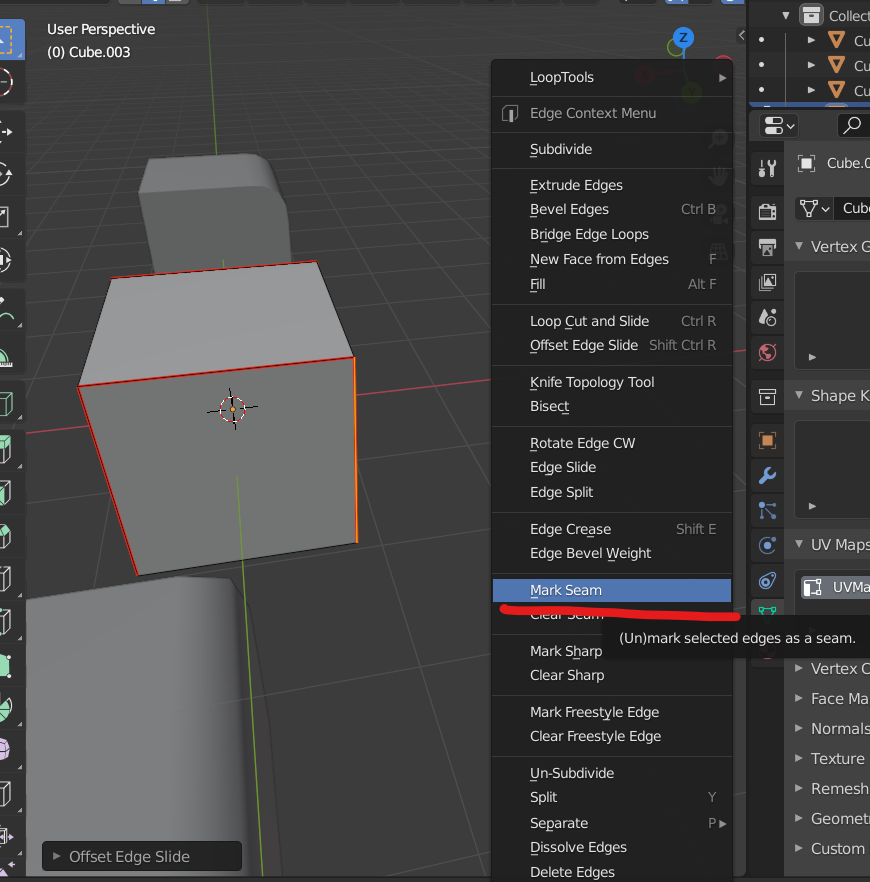 User Perspective
(0) Cube.003
Z
LoopTools
Edge Context Menu
Subdivide
Extrude Edges
Bevel Edges Ctrl B
Bridge Edge Loops
New Face from Edges F
Fill Alt F
Loop Cut and Slide Ctrl R
Offset Edge Slide Shift Ctrl R
Knife Topology Tool
Bisect
Rotate Edge CW
Edge Slide
Edge Split
Edge Crease Shift E
Edge Bevel Weight
Mark Seam
Clear Seam
(Un)mark selected edges as a seam.
Mark Sharp
Clear Sharp
Mark Freestyle Edge
Clear Freestyle Edge
Un-Subdivide
Split Y
Separate P
Dissolve Edges
Delete Edges
Offset Edge Slide
Collec
Cu
Cu
Cu
Cube.0
Cube
Vertex G
Shape K
UV Maps
UVMa
Vertex C
Face Ma
Normals
Texture
Remesh
Geomet
Custom